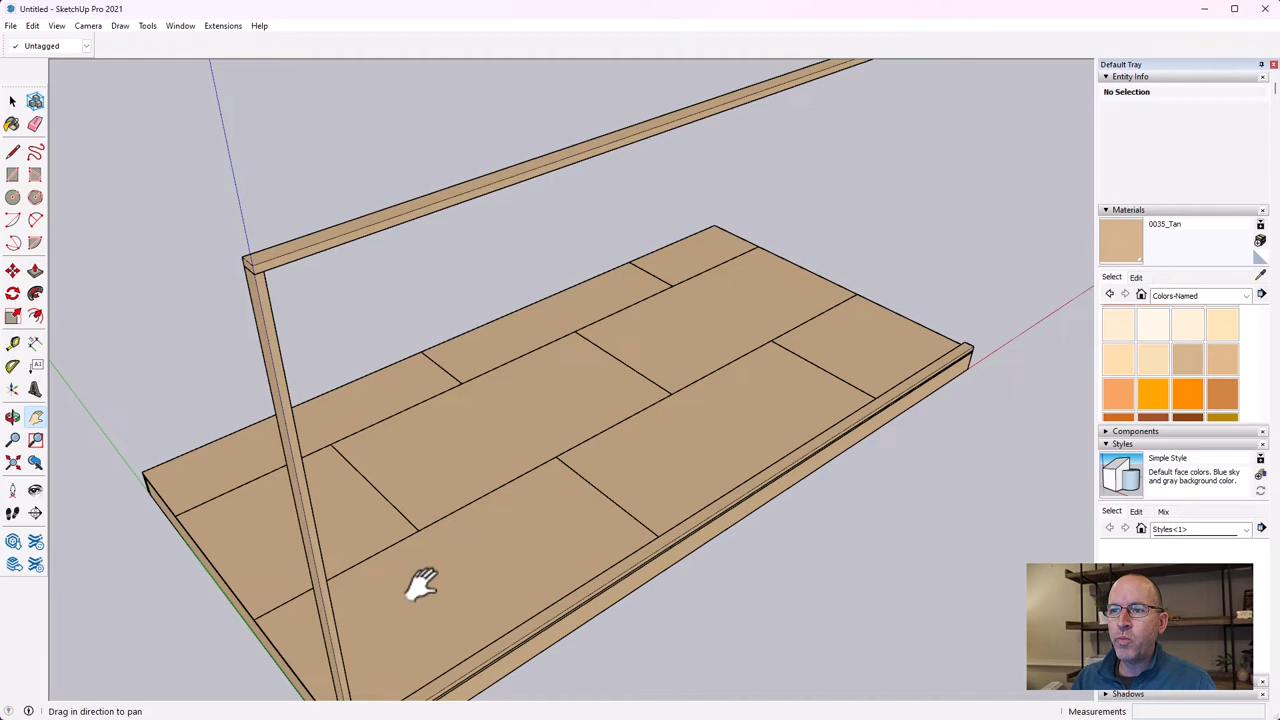 Untitled - SketchUp Pro 2021
File Edit View Camera Draw Tools Window Extensions Help
Untagged
Default Tray
Entity Info
No Selection
Materials
0035_Tan
Select Edit
Colors-Named
Components
Styles
Simple Style
Default face colors. Blue sky
and gray background color.
Select Edit Mix
Styles<1>
Shadows
Drag in direction to pan
Measurements